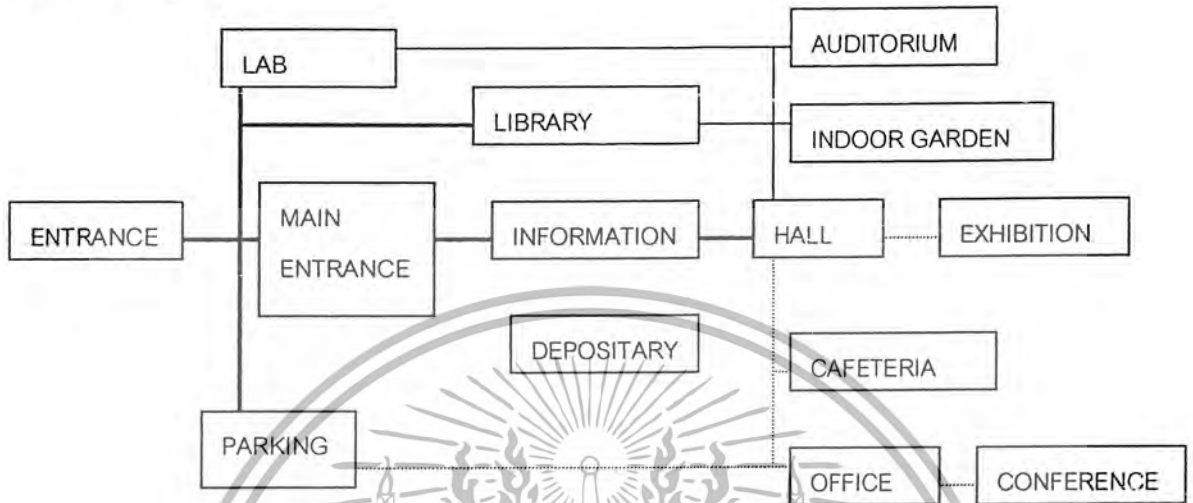 LAB
AUDITORIUM
LIBRARY
INDOOR GARDEN
ENTRANCE
MAIN
ENTRANCE
INFORMATION
HALL
EXHIBITION
DEPOSITARY
CAFETERIA
PARKING
OFFICE
CONFERENCE